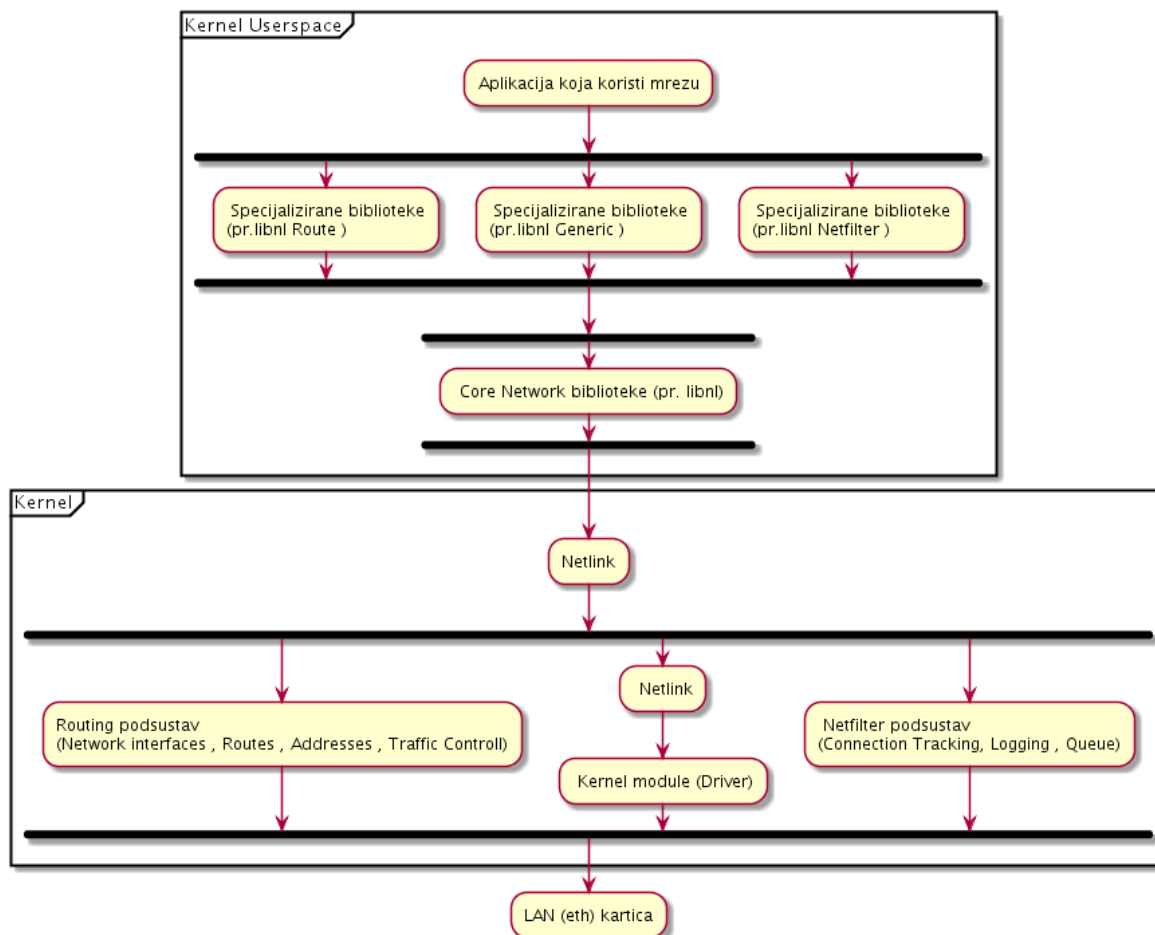 Kernel Userspace
Aplikacija koja koristi mrezu
Specijalizirane biblioteke
(pr.libnl Route )
Specijalizirane biblioteke
(pr.libnl Generic )
Specijalizirane biblioteke
(pr.libnl Netfilter )
Core Network biblioteke (pr. libnl)
Kernel
Netlink
Netlink
Routing podsustav
(Network interfaces , Routes , Addresses , Traffic Controll)
Kernel module (Driver)
Netfilter podsustav
(Connection Tracking, Logging , Queue)
LAN (eth) kartica